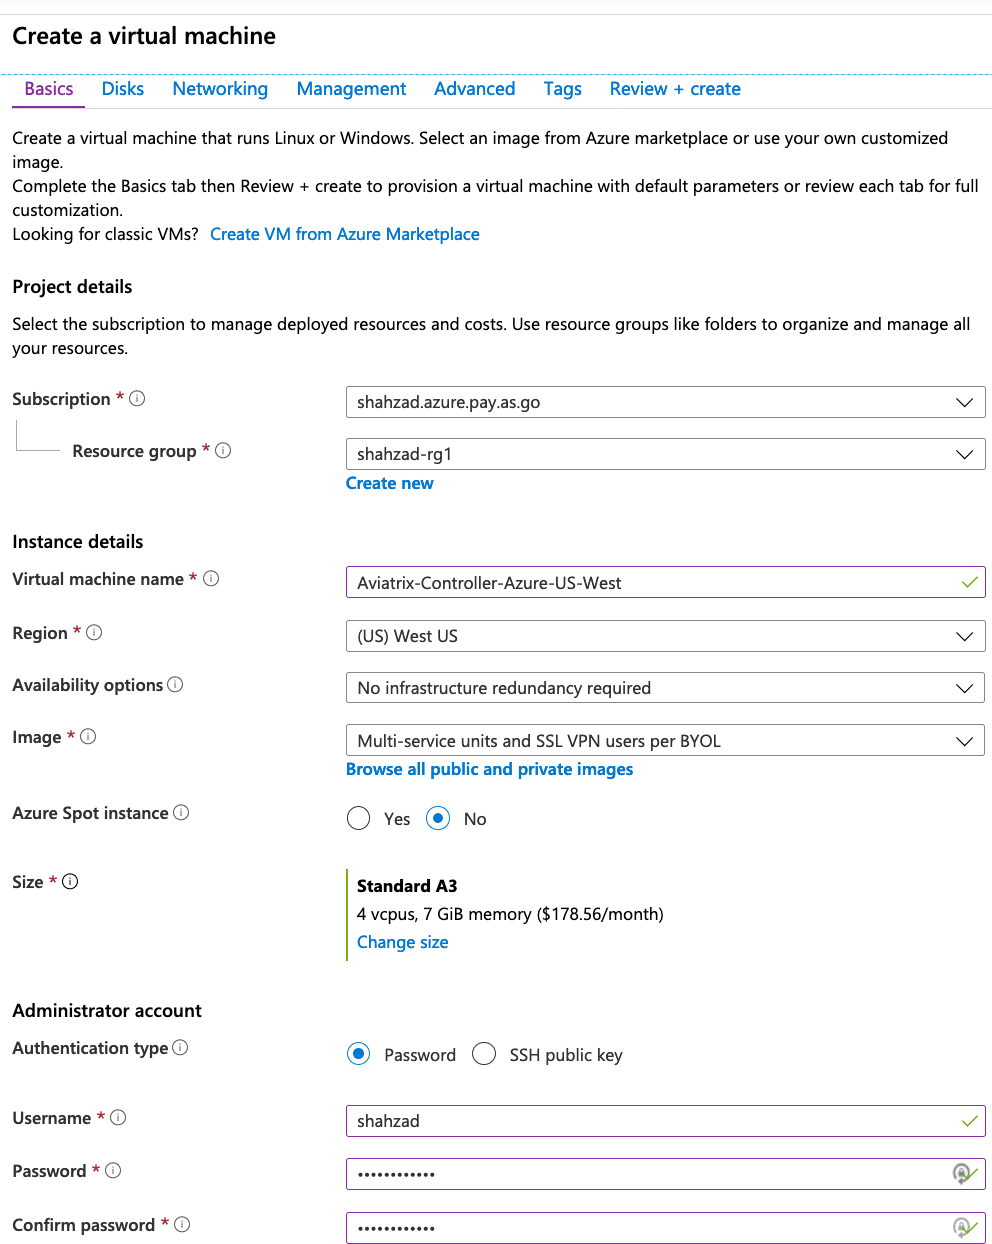 Create a virtual machine
Basics Disks Networking Management Advanced Tags Review + create
Create a virtual machine that runs Linux or Windows. Select an image from Azure marketplace or use your own customized
image.
Complete the Basics tab then Review + create to provision a virtual machine with default parameters or review each tab for full
customization.
Looking for classic VMs? Create VM from Azure Marketplace
Project details
Select the subscription to manage deployed resources and costs. Use resource groups like folders to organize and manage all
your resources.
Subscription * shahzad.azure.pay.as.go
Resource group * shahzad-rg1
Create new
Instance details
Virtual machine name * Aviatrix-Controller-Azure-US-West
Region * (US) West US
Availability options No infrastructure redundancy required
Image * Multi-service units and SSL VPN users per BYOL
Browse all public and private images
Azure Spot instance Yes No
Size * Standard A3
4 vcpus, 7 GiB memory ($178.56/month)
Change size
Administrator account
Authentication type Password SSH public key
Username * shahzad
Password * ••••••••••••
Confirm password * ••••••••••••